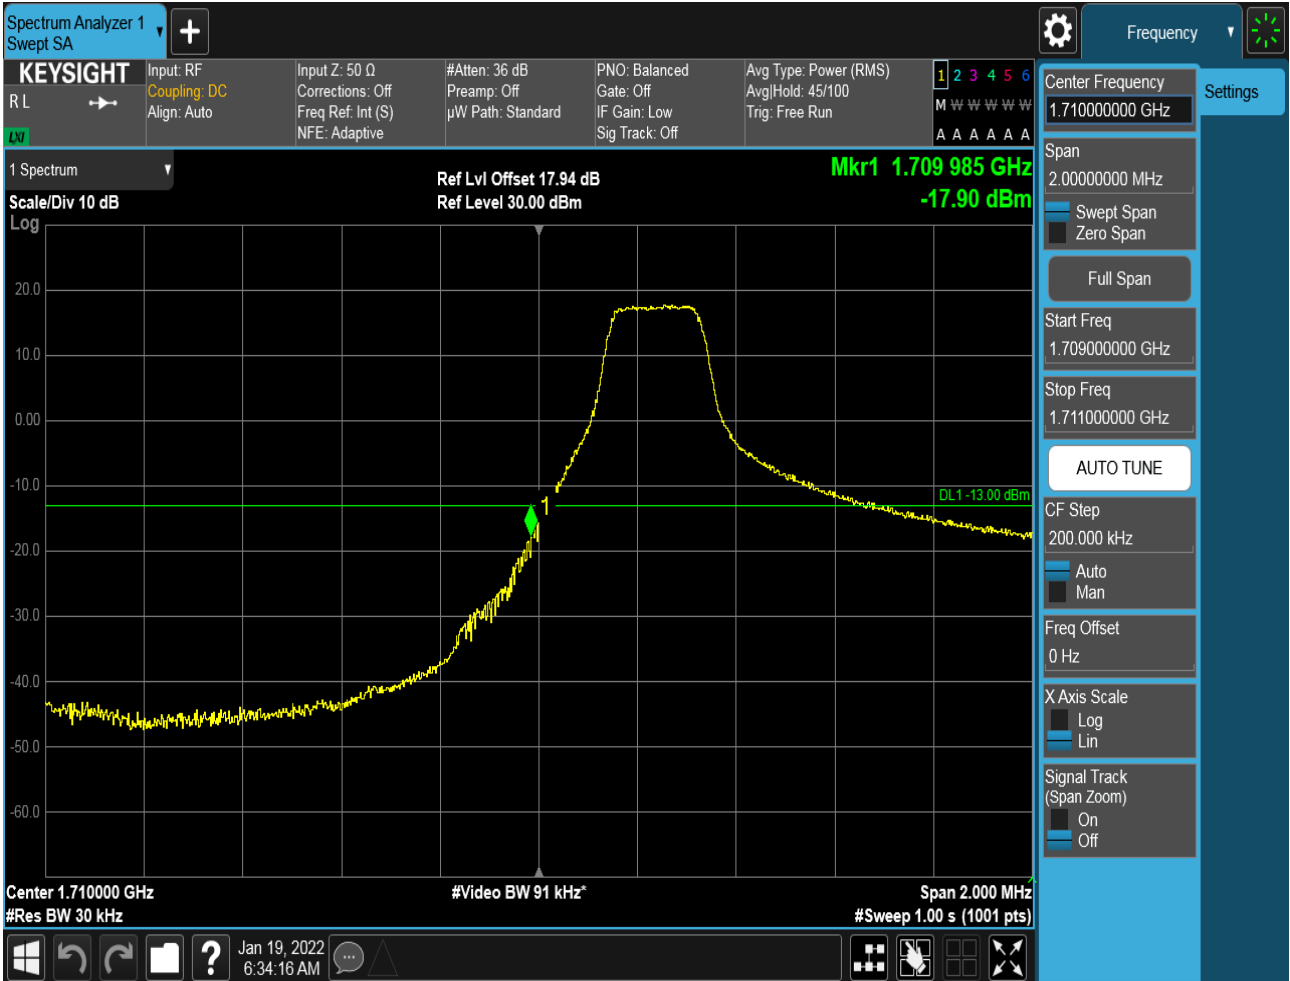 Spectrum Analyzer 1
Swept SA
+
Frequency
KEYSIGHT
R L
LXI
Input: RF
Coupling: DC
Align: Auto
Input Z: 50 Ω
Corrections: Off
Freq Ref: Int (S)
NFE: Adaptive
#Atten: 36 dB
Preamp: Off
µW Path: Standard
PNO: Balanced
Gate: Off
IF Gain: Low
Sig Track: Off
Avg Type: Power (RMS)
Avg|Hold: 45/100
Trig: Free Run
1 2 3 4 5 6
M W W W W W
A A A A A A
1 Spectrum
Scale/Div 10 dB
Log
Ref Lvl Offset 17.94 dB
Ref Level 30.00 dBm
Mkr1 1.709 985 GHz
-17.90 dBm
20.0
10.0
0.00
-10.0
-20.0
-30.0
-40.0
-50.0
-60.0
1
DL1 -13.00 dBm
Center 1.710000 GHz
#Res BW 30 kHz
#Video BW 91 kHz*
Span 2.000 MHz
#Sweep 1.00 s (1001 pts)
Center Frequency
1.710000000 GHz
Span
2.00000000 MHz
Swept Span
Zero Span
Full Span
Start Freq
1.709000000 GHz
Stop Freq
1.711000000 GHz
AUTO TUNE
CF Step
200.000 kHz
Auto
Man
Freq Offset
0 Hz
X Axis Scale
Log
Lin
Signal Track
(Span Zoom)
On
Off
Settings
?
Jan 19, 2022
6:34:16 AM